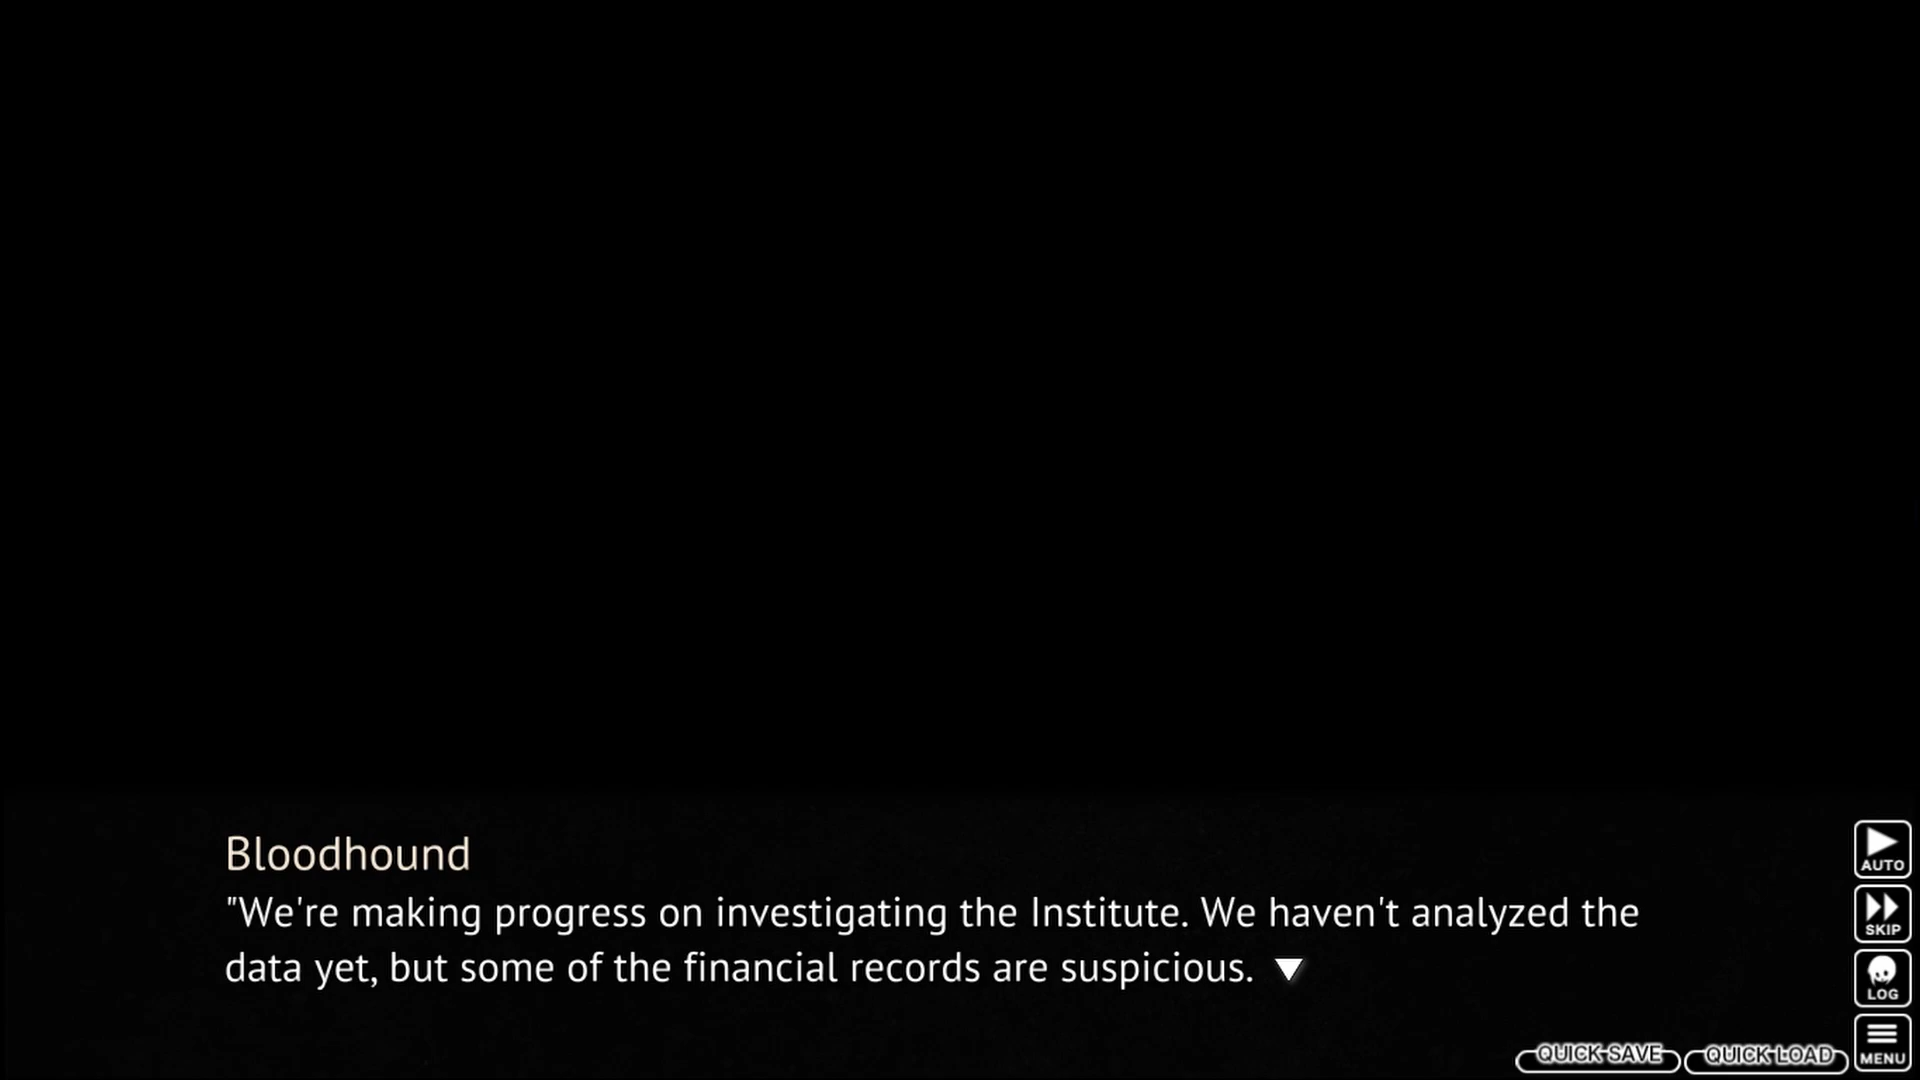 Bloodhound
"We're making progress on investigating the Institute. We haven't analyzed the
data yet, but some of the financial records are suspicious.
AUTO
SKIP
LOG
MENU
QUICK SAVE
QUICK LOAD